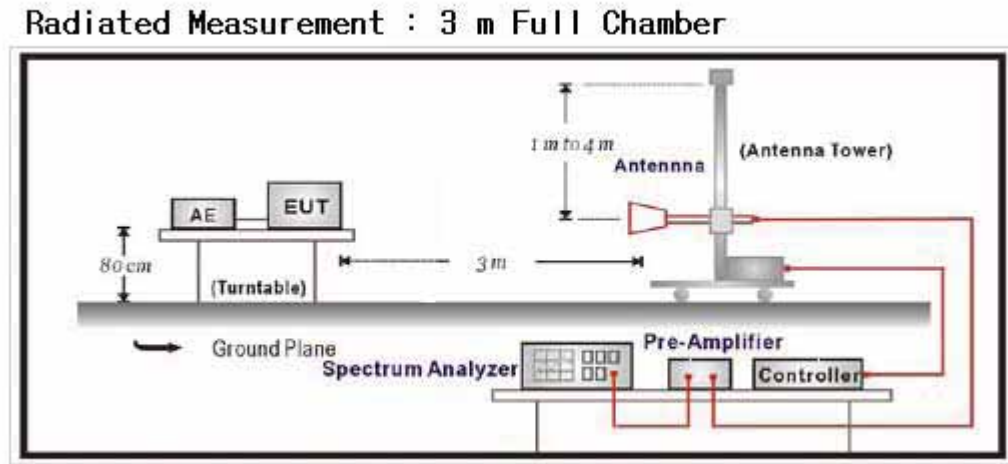 Radiated Measurement : 3 m Full Chamber
1 m to 4 m
Antennna
(Antenna Tower)
AE
EUT
80 cm
3 m
(Turntable)
Ground Plane
Pre-Amplifier
Spectrum Analyzer
Controller